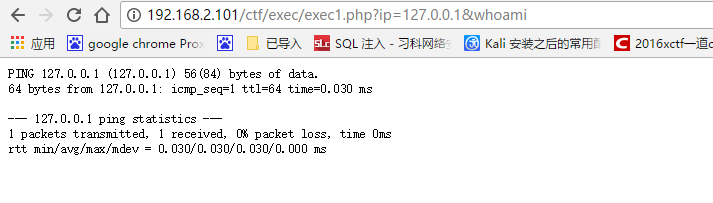 192.168.2.101/ctf/exec/exec1.php?ip=127.0.0.1&whoami
应用 google chrome Prox 已导入 SLC SQL 注入 - 习科网络安 Kali 安装之后的常用配 C 2016xctf一道c
PING 127.0.0.1 (127.0.0.1) 56(84) bytes of data.
64 bytes from 127.0.0.1: icmp_seq=1 ttl=64 time=0.030 ms
--- 127.0.0.1 ping statistics ---
1 packets transmitted, 1 received, 0% packet loss, time 0ms
rtt min/avg/max/mdev = 0.030/0.030/0.030/0.000 ms